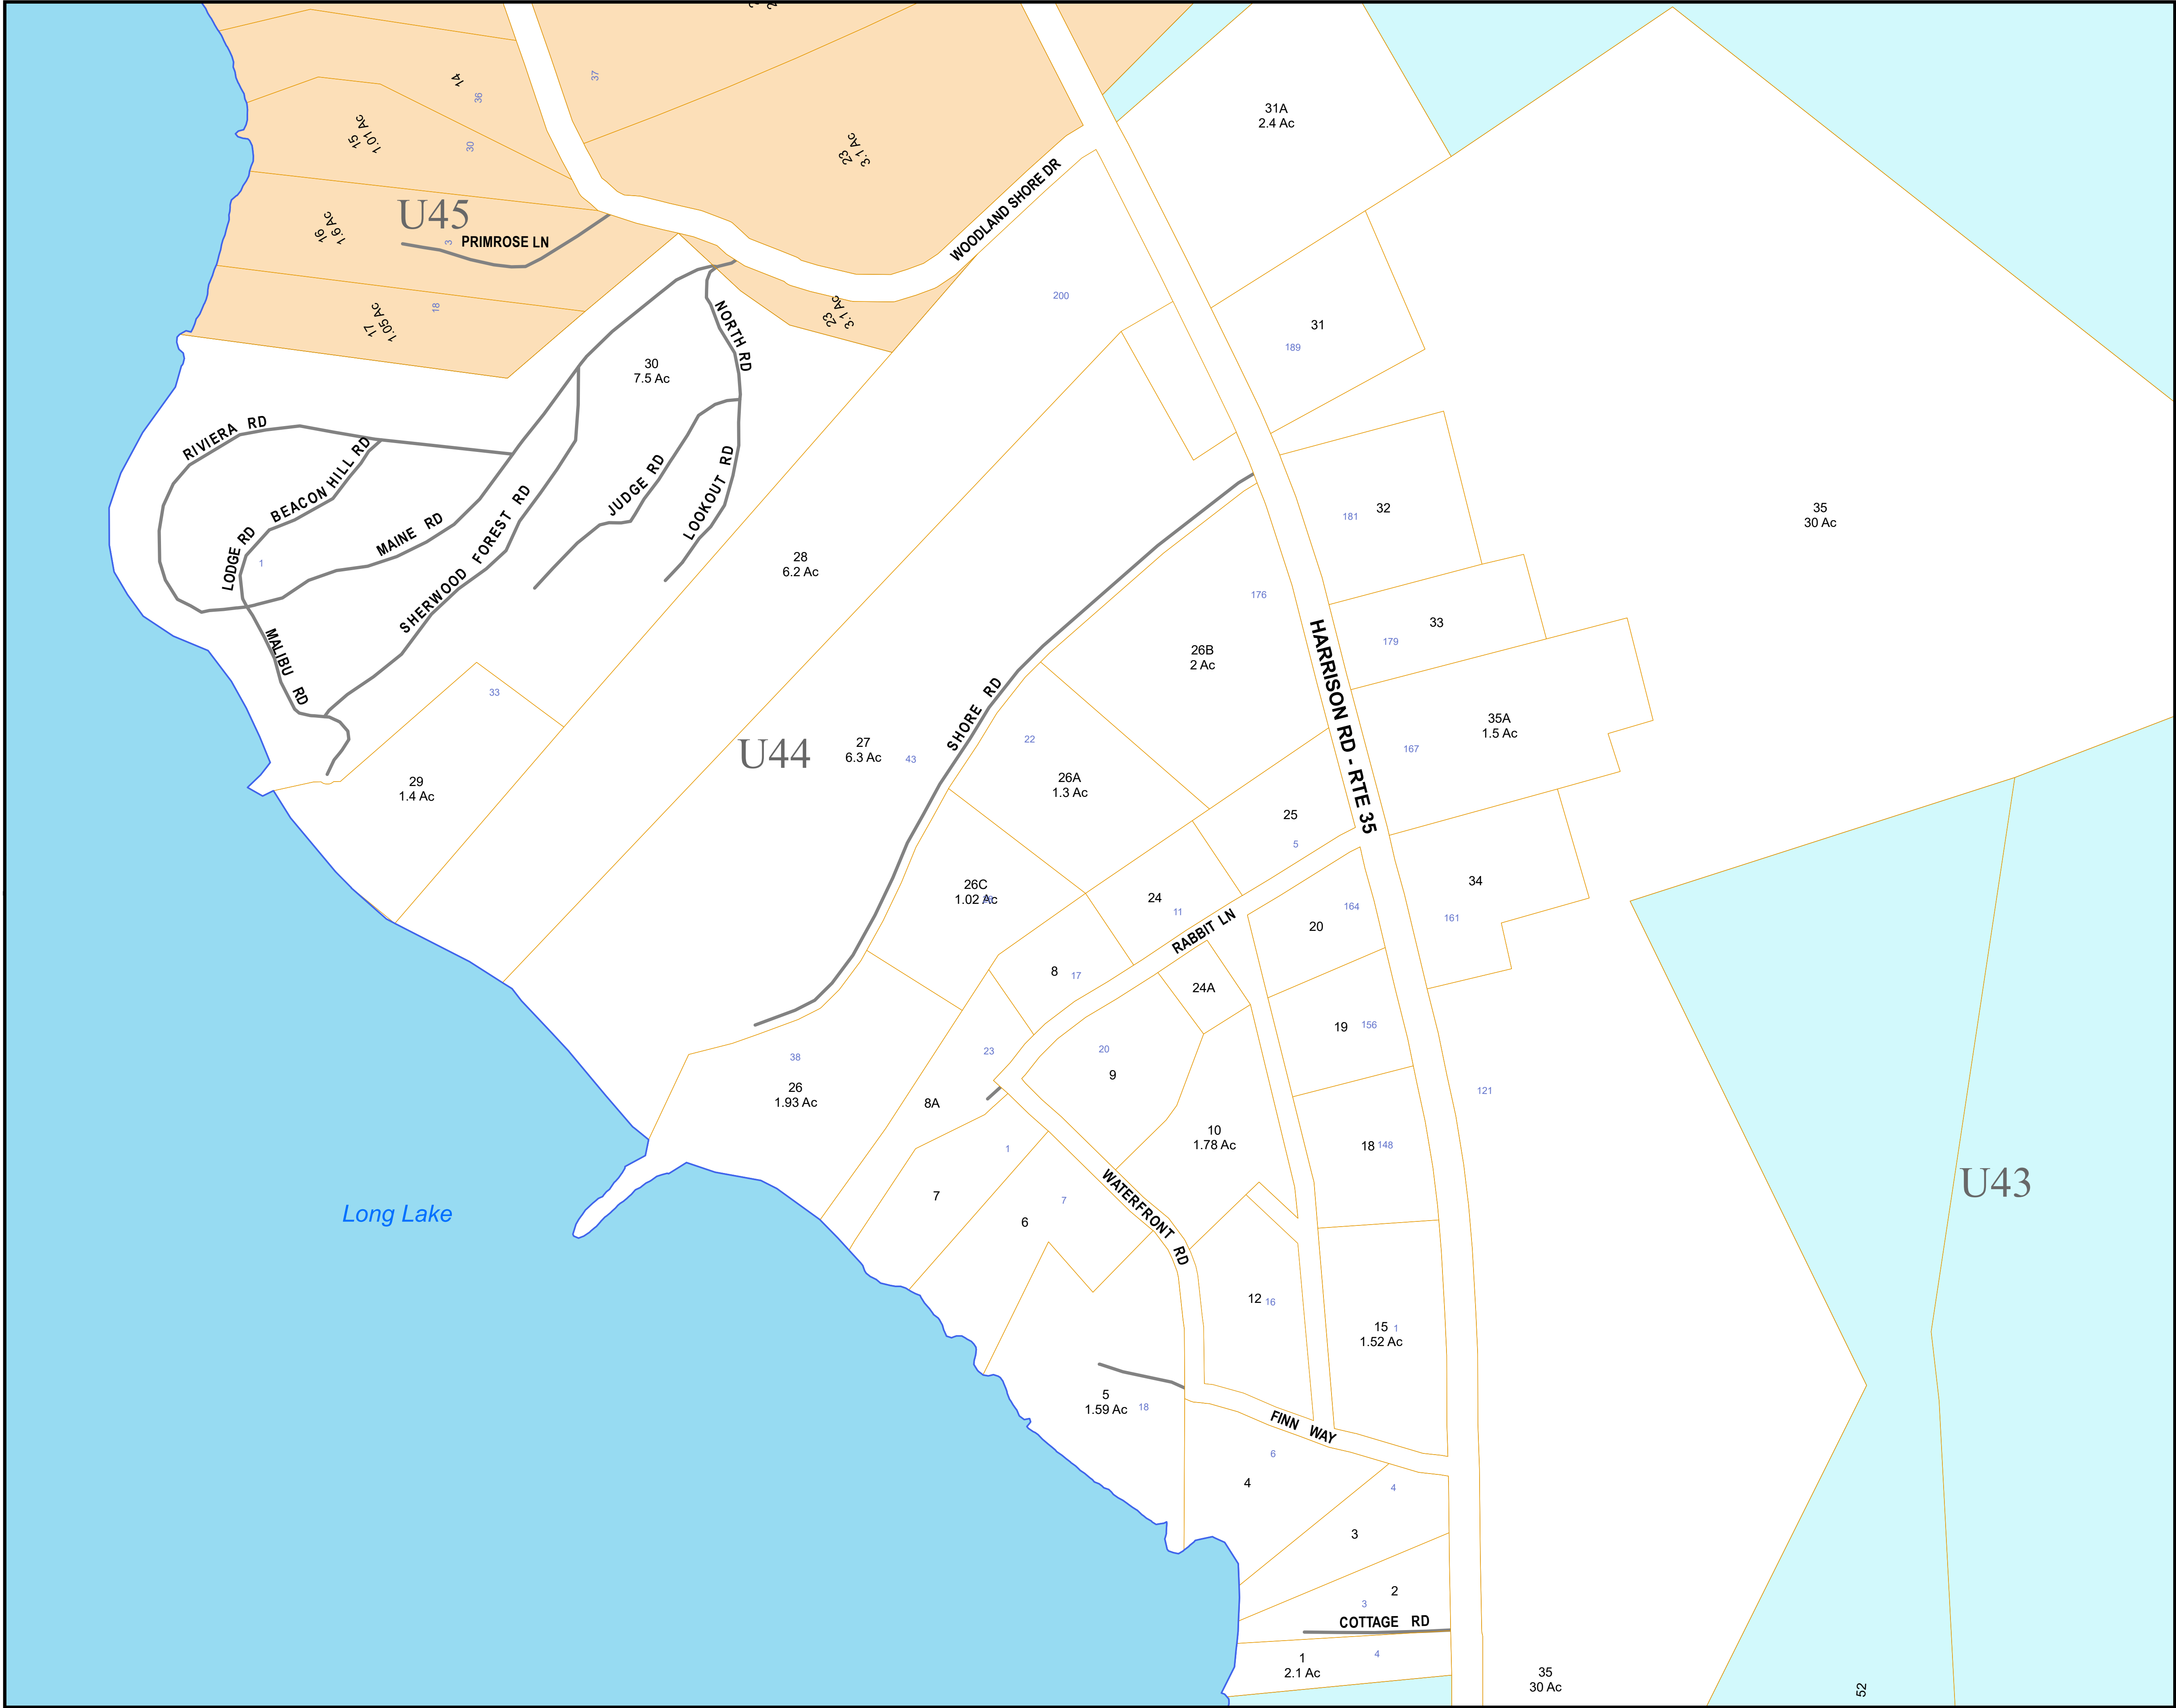 14
36
37
15
1.01 Ac
30
23
3.1 Ac
31A
2.4 Ac
U45
16
1.6 Ac
3
PRIMROSE LN
WOODLAND SHORE DR
17
1.05 Ac
18
23
3.1 Ac
200
NORTH RD
31
189
30
7.5 Ac
RIVIERA RD
BEACON HILL RD
LODGE RD
1
MAINE RD
SHERWOOD FOREST RD
JUDGE RD
LOOKOUT RD
MALIBU RD
32
181
35
30 Ac
28
6.2 Ac
176
33
179
26B
2 Ac
HARRISON RD - RTE 35
33
SHORE RD
35A
1.5 Ac
167
U44
27
6.3 Ac
43
22
26A
1.3 Ac
29
1.4 Ac
25
5
26C
1.02 Ac
24
11
34
161
RABBIT LN
164
20
8
17
24A
19
156
23
20
9
38
26
1.93 Ac
8A
121
10
1.78 Ac
18
148
1
7
WATERFRONT RD
7
6
U43
Long Lake
12
16
15
1
1.52 Ac
5
1.59 Ac
18
FINN WAY
6
4
4
3
2
3
COTTAGE RD
1
2.1 Ac
4
35
30 Ac
52